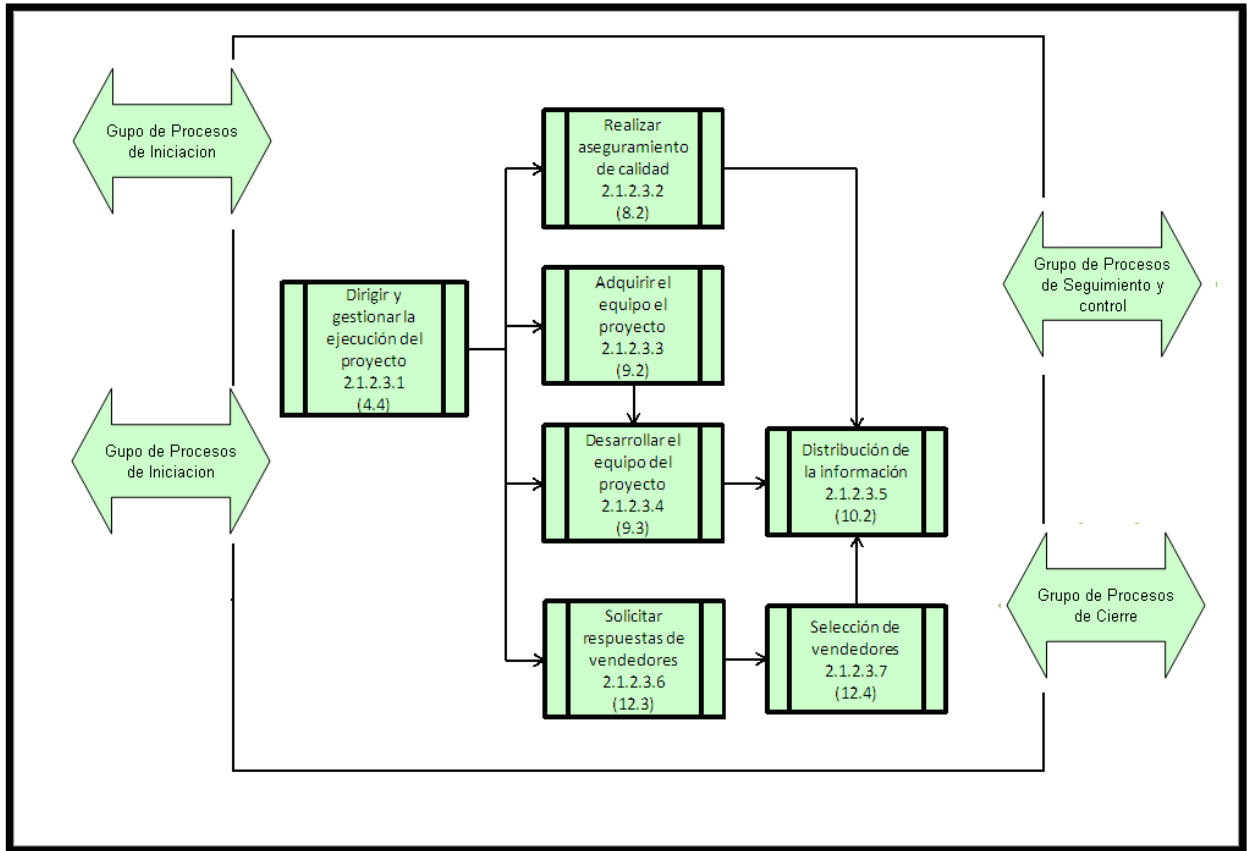 Gupo de Procesos
de Iniciacion
Realizar
aseguramiento
de calidad
2.1.2.3.2
(8.2)
Grupo de Procesos
de Seguimiento y
control
Dirigir y
gestionar la
ejecución del
proyecto
2.1.2.3.1
(4.4)
Adquirir el
equipo el
proyecto
2.1.2.3.3
(9.2)
Gupo de Procesos
de Iniciacion
Desarrollar el
equipo del
proyecto
2.1.2.3.4
(9.3)
Distribución de
la información
2.1.2.3.5
(10.2)
Solicitar
respuestas de
vendedores
2.1.2.3.6
(12.3)
Selección de
vendedores
2.1.2.3.7
(12.4)
Grupo de Procesos
de Cierre